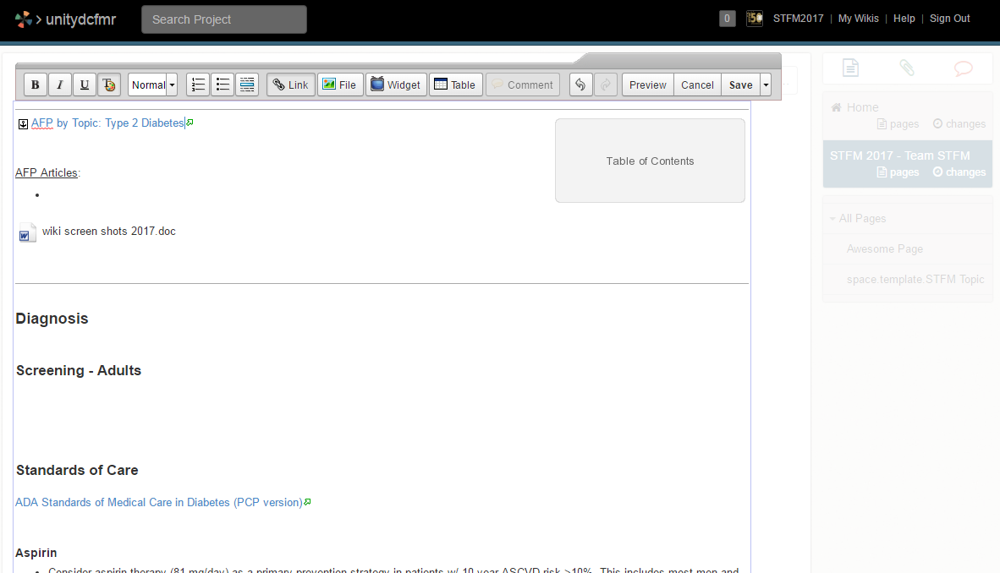 unitydcfmr
Search Project
0
50
STFM2017 | My Wikis | Help | Sign Out
B I U T Normal Link File Widget Table Comment Preview Cancel Save
AFP by Topic: Type 2 Diabetes
Table of Contents
AFP Articles:
wiki screen shots 2017.doc
Diagnosis
Screening - Adults
Standards of Care
ADA Standards of Medical Care in Diabetes (PCP version)
Aspirin
• Consider aspirin therapy (81 mg/day) as a primary prevention strategy in patients w/ 10 year ASCVD risk >10%. This includes most men and
Home
pages changes
STFM 2017 - Team STFM
pages changes
All Pages
Awesome Page
space.template.STFM Topic